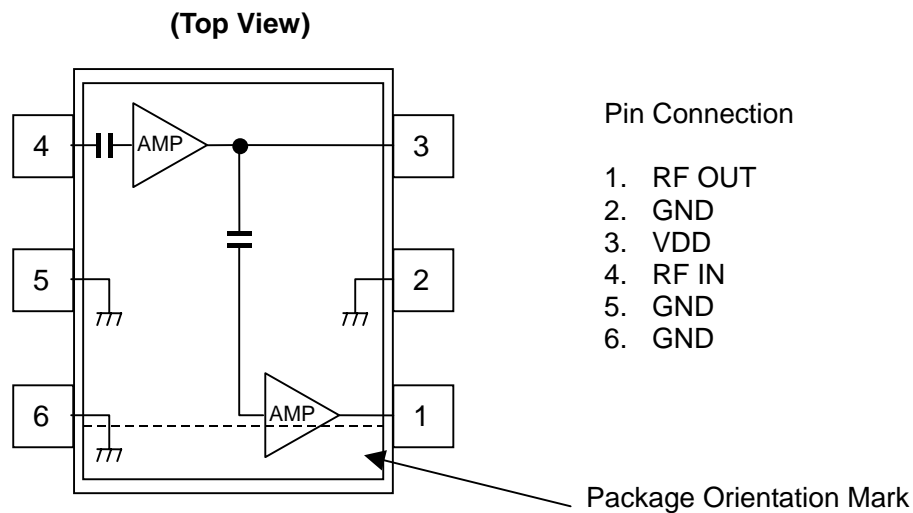 (Top View)
4
AMP
3
5
2
6
AMP
1
Pin Connection
1. RF OUT
2. GND
3. VDD
4. RF IN
5. GND
6. GND
Package Orientation Mark